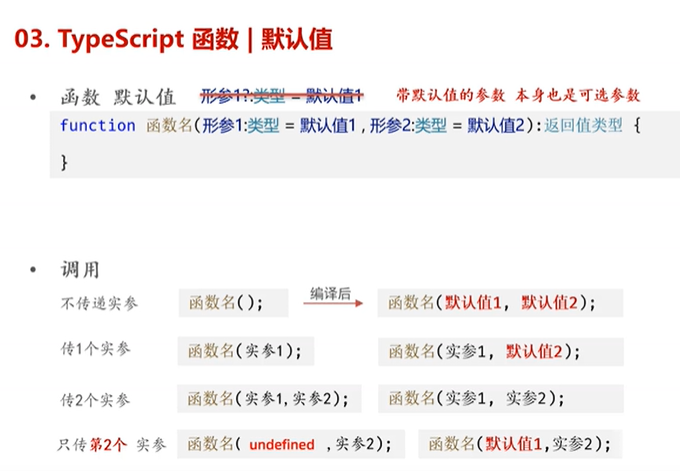 03. TypeScript 函数 | 默认值
• 函数 默认值 形参1?:类型 = 默认值1 带默认值的参数 本身也是可选参数
function 函数名(形参1:类型 = 默认值1 ,形参2:类型 = 默认值2):返回值类型 {
}
• 调用
不传递实参 函数名(); 编译后 函数名(默认值1, 默认值2);
传1个实参 函数名(实参1); 函数名(实参1, 默认值2);
传2个实参 函数名(实参1,实参2); 函数名(实参1, 实参2);
只传第2个 实参 函数名( undefined ,实参2); 函数名(默认值1,实参2);